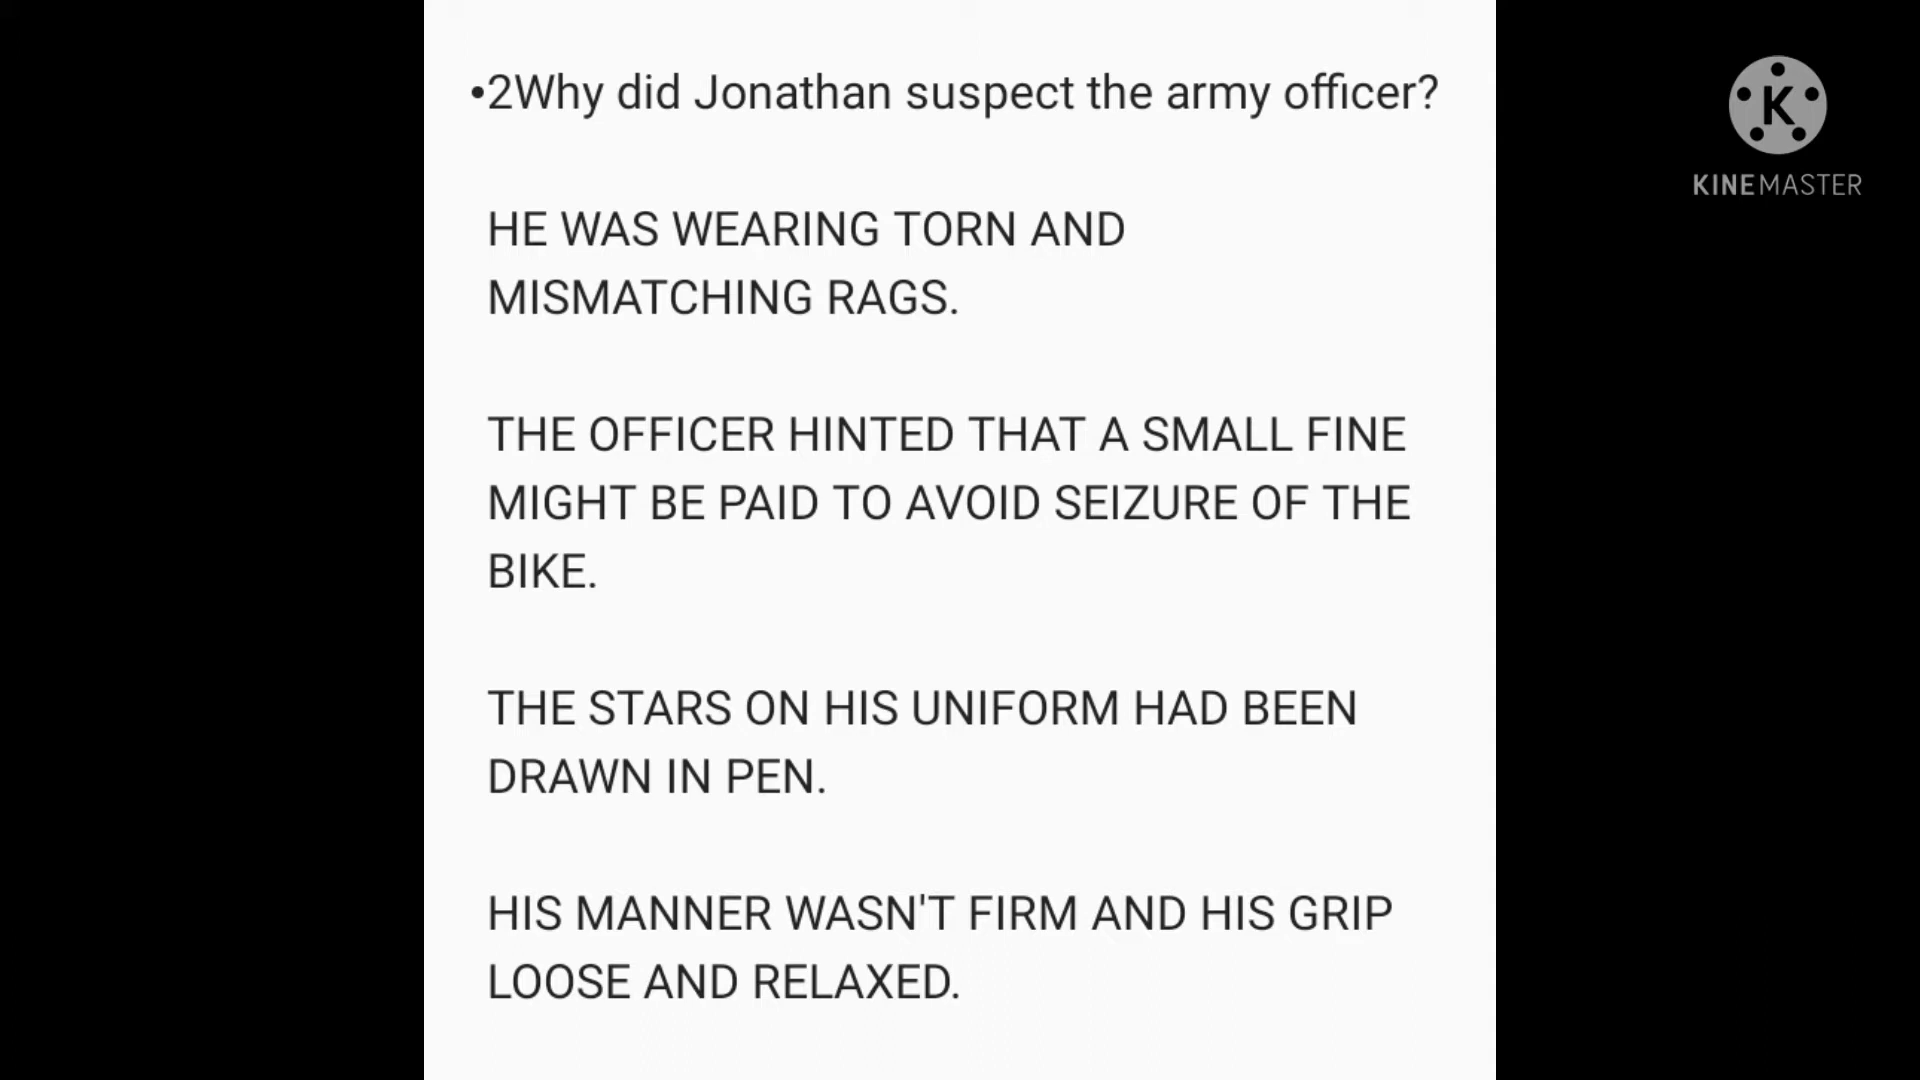 •2Why did Jonathan suspect the army officer?
HE WAS WEARING TORN AND
MISMATCHING RAGS.
THE OFFICER HINTED THAT A SMALL FINE
MIGHT BE PAID TO AVOID SEIZURE OF THE
BIKE.
THE STARS ON HIS UNIFORM HAD BEEN
DRAWN IN PEN.
HIS MANNER WASN'T FIRM AND HIS GRIP
LOOSE AND RELAXED.
K
KINEMASTER